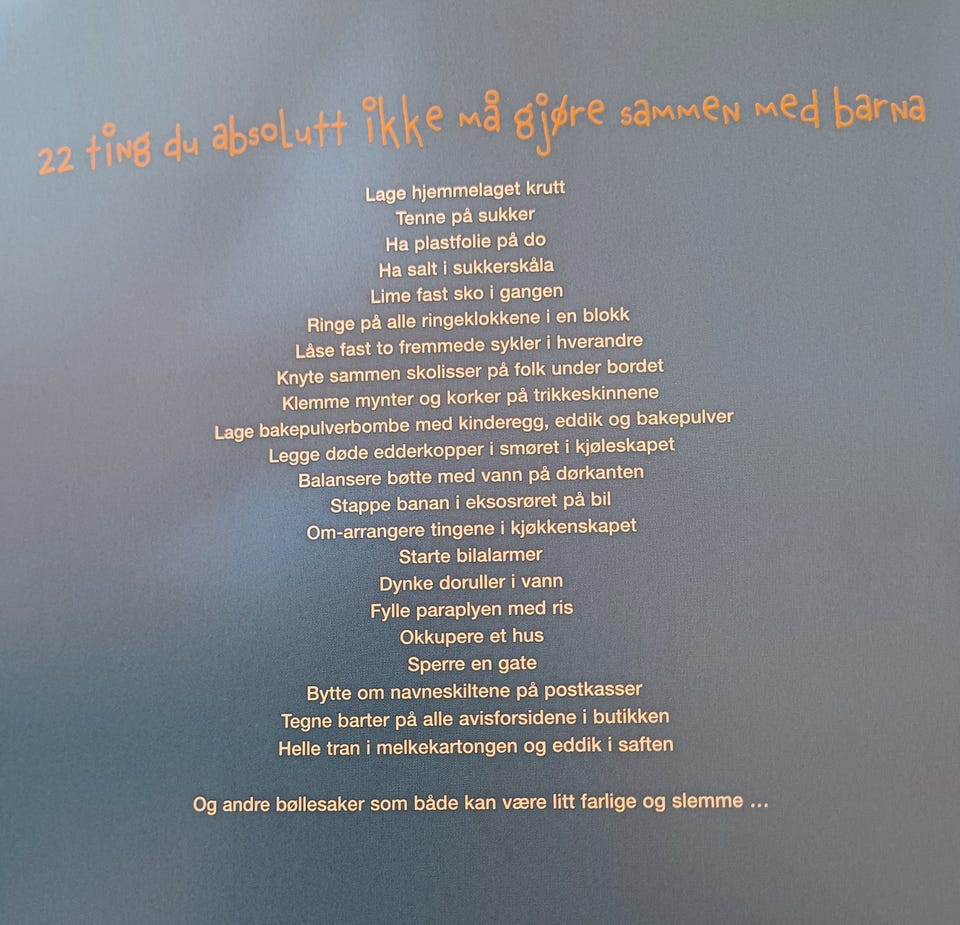 22 ting du absolutt ikke må gjøre sammen med barna
Lage hjemmelaget krutt
Tenne på sukker
Ha plastfolie på do
Ha salt i sukkerskåla
Lime fast sko i gangen
Ringe på alle ringeklokkene i en blokk
Låse fast to fremmede sykler i hverandre
Knyte sammen skolisser på folk under bordet
Klemme mynter og korker på trikkeskinnene
Lage bakepulverbombe med kinderegg, eddik og bakepulver
Legge døde edderkopper i smøret i kjøleskapet
Balansere bøtte med vann på dørkanten
Stappe banan i eksosrøret på bil
Om-arrangere tingene i kjøkkenskapet
Starte bilalarmer
Dynke doruller i vann
Fylle paraplyen med ris
Okkupere et hus
Sperre en gate
Bytte om navneskiltene på postkasser
Tegne barter på alle avisforsidene i butikken
Helle tran i melkekartongen og eddik i saften
Og andre bøllesaker som både kan være litt farlige og slemme ...